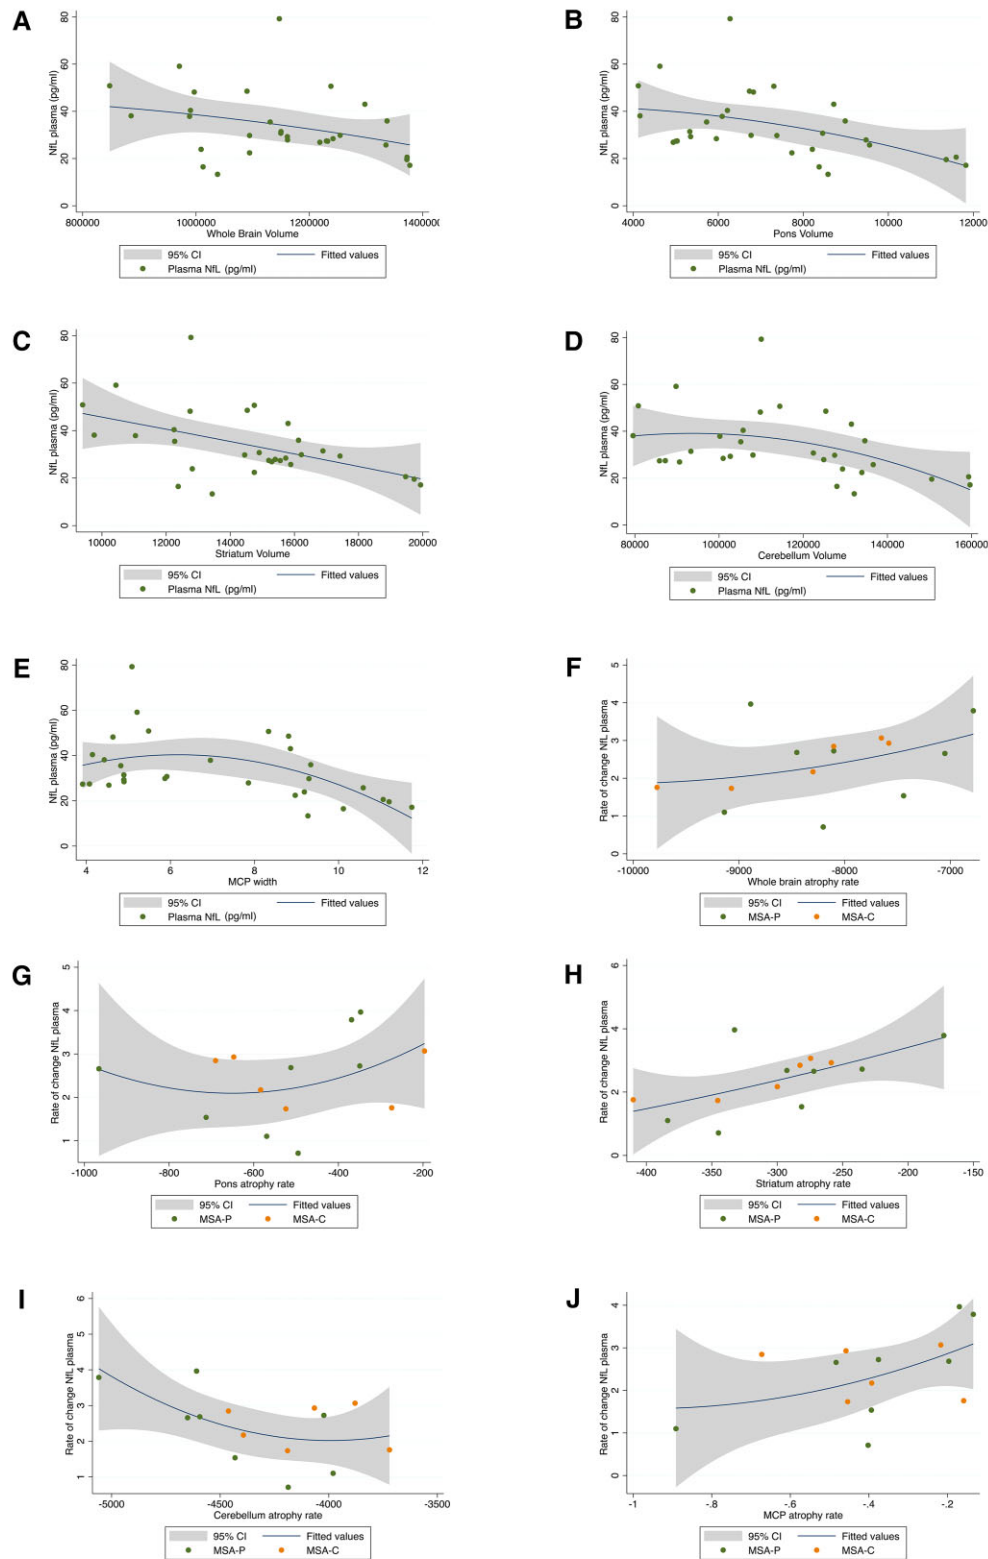 A
NfL plasma (pg/ml)
80
60
40
20
0
800000 1000000 1200000 1400000
Whole Brain Volume
95% CI Fitted values
Plasma NfL (pg/ml)
B
NfL plasma (pg/ml)
80
60
40
20
0
4000 6000 8000 10000 12000
Pons Volume
95% CI Fitted values
Plasma NfL (pg/ml)
C
NfL plasma (pg/ml)
80
60
40
20
0
10000 12000 14000 16000 18000 20000
Striatum Volume
95% CI Fitted values
Plasma NfL (pg/ml)
D
NfL plasma (pg/ml)
80
60
40
20
0
80000 100000 120000 140000 160000
Cerebellum Volume
95% CI Fitted values
Plasma NfL (pg/ml)
E
NfL plasma (pg/ml)
80
60
40
20
0
4 6 8 10 12
MCP width
95% CI Fitted values
Plasma NfL (pg/ml)
F
Rate of change NfL plasma
5
4
3
2
1
0
-10000 -9000 -8000 -7000
Whole brain atrophy rate
95% CI Fitted values
MSA-P MSA-C
G
Rate of change NfL plasma
5
4
3
2
1
-1000 -800 -600 -400 -200
Pons atrophy rate
95% CI Fitted values
MSA-P MSA-C
H
Rate of change NfL plasma
6
4
2
0
-400 -350 -300 -250 -200 -150
Striatum atrophy rate
95% CI Fitted values
MSA-P MSA-C
I
Rate of change NfL plasma
6
5
4
3
2
1
-5000 -4500 -4000 -3500
Cerebellum atrophy rate
95% CI Fitted values
MSA-P MSA-C
J
Rate of change NfL plasma
4
3
2
1
0
-1 -.8 -.6 -.4 -.2
MCP atrophy rate
95% CI Fitted values
MSA-P MSA-C